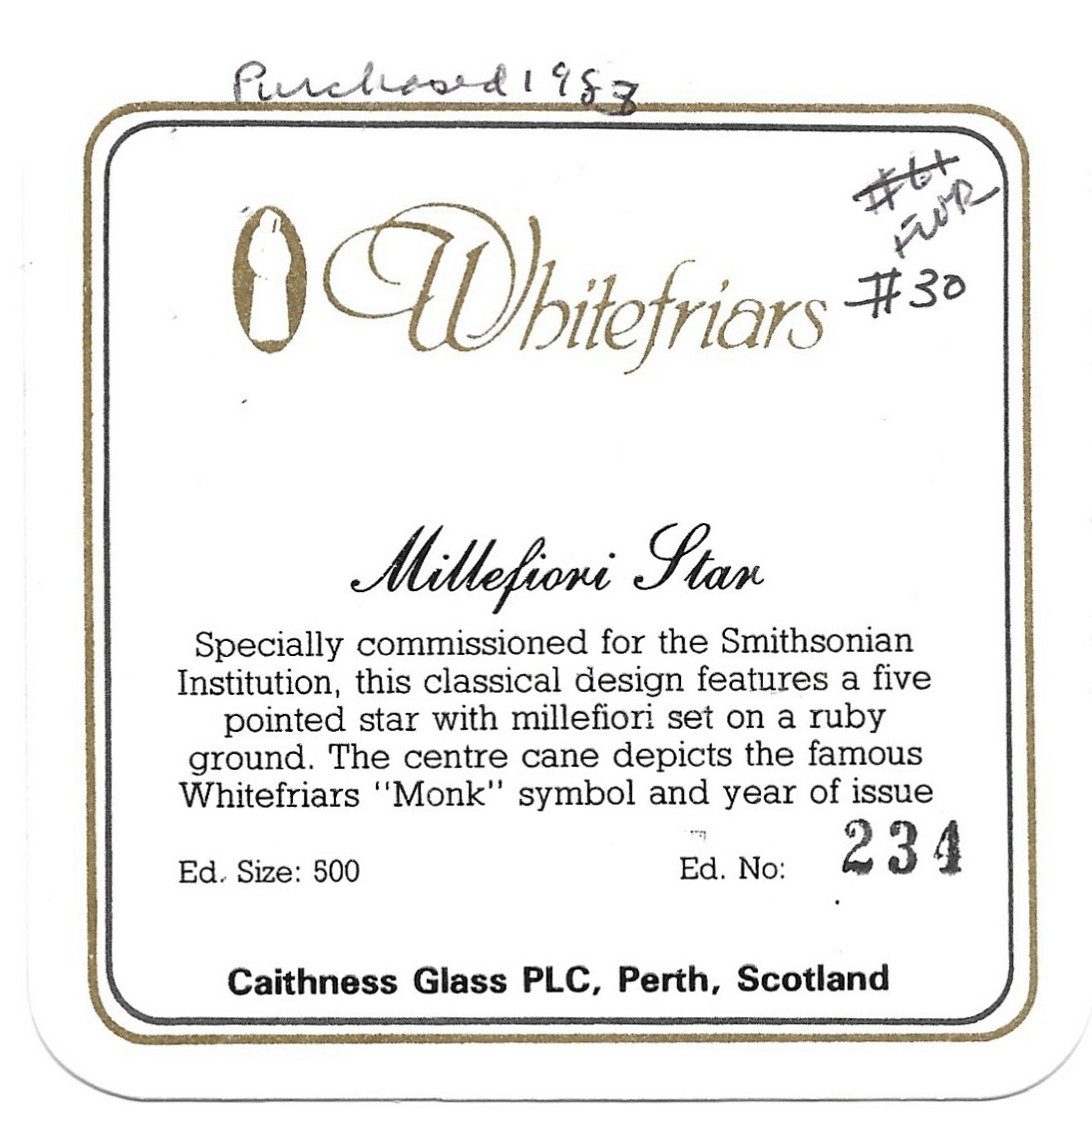 Purchased 1983
#64
FWR
#30
Whitefriars
Millefiori Star
Specially commissioned for the Smithsonian
Institution, this classical design features a five
pointed star with millefiori set on a ruby
ground. The centre cane depicts the famous
Whitefriars "Monk" symbol and year of issue
Ed. Size: 500 Ed. No: 234
Caithness Glass PLC, Perth, Scotland